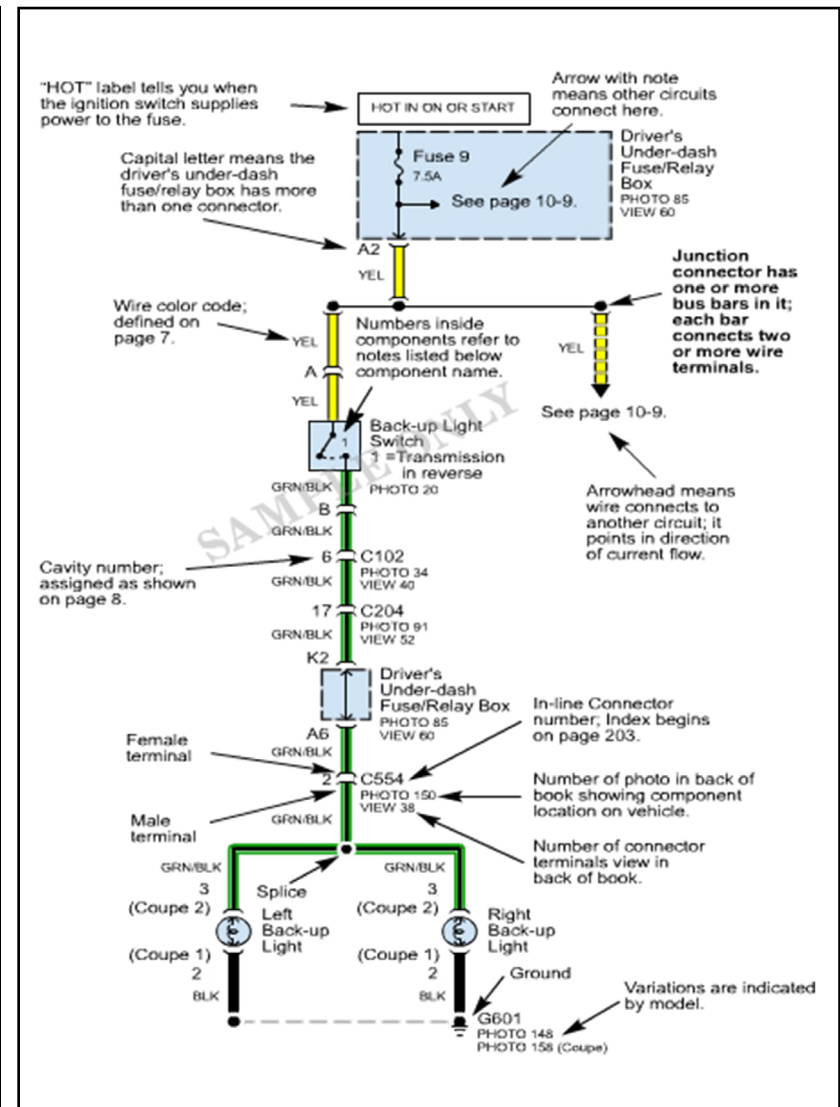 "HOT" label tells you when
the ignition switch supplies
power to the fuse.
HOT IN ON OR START
Arrow with note
means other circuits
connect here.
Capital letter means the
driver's under-dash
fuse/relay box has more
than one connector.
Fuse 9
7.5A
See page 10-9.
Driver's
Under-dash
Fuse/Relay
Box
PHOTO 85
VIEW 60
A2
YEL
Junction
connector has
one or more
bus bars in it;
each bar
connects two
or more wire
terminals.
Wire color code;
defined on
page 7.
YEL
A
YEL
Numbers inside
components refer to
notes listed below
component name.
YEL
See page 10-9.
1
Back-up Light
Switch
1 =Transmission
in reverse
PHOTO 20
SAMPLE ONLY
Arrowhead means
wire connects to
another circuit; it
points in direction
of current flow.
GRN/BLK
B
GRN/BLK
Cavity number;
assigned as shown
on page 8.
6
C102
PHOTO 34
VIEW 40
GRN/BLK
17
C204
PHOTO 91
VIEW 52
GRN/BLK
K2
Driver's
Under-dash
Fuse/Relay Box
PHOTO 85
VIEW 60
A6
GRN/BLK
In-line Connector
number; Index begins
on page 203.
Female
terminal
2
C554
PHOTO 150
VIEW 38
Number of photo in back of
book showing component
location on vehicle.
Male
terminal
GRN/BLK
Number of connector
terminals view in
back of book.
GRN/BLK
3
(Coupe 2)
Splice
GRN/BLK
3
(Coupe 2)
Left
Back-up
Light
Right
Back-up
Light
(Coupe 1)
2
BLK
(Coupe 1)
2
BLK
Ground
G601
PHOTO 148
PHOTO 158 (Coupe)
Variations are indicated
by model.